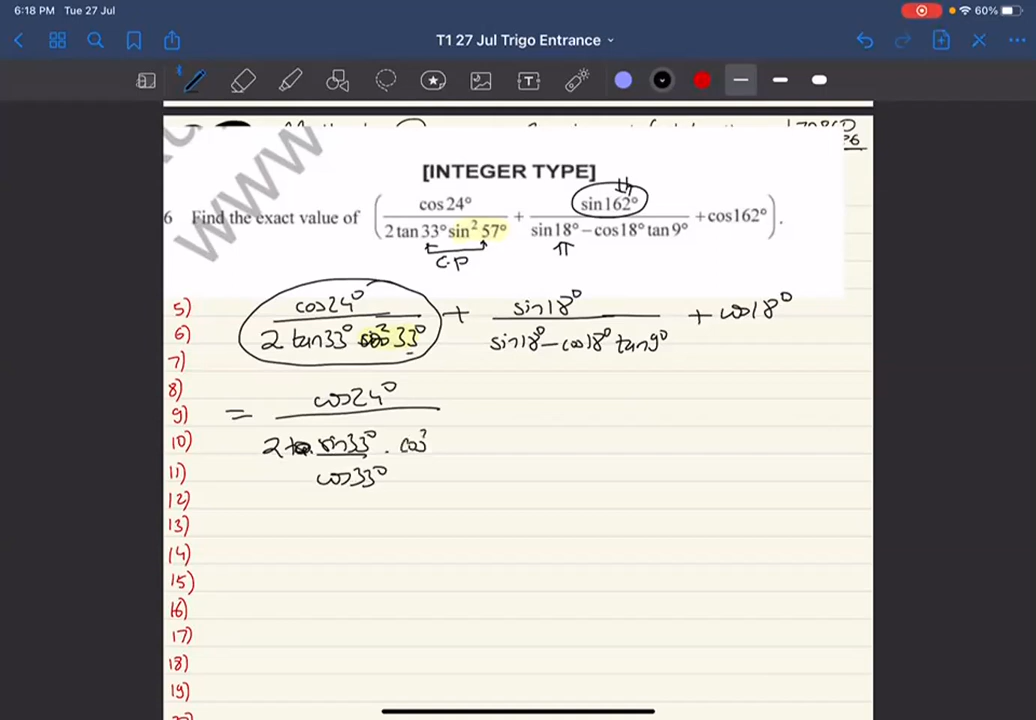 6:18 PM Tue 27 Jul
60%
T1 27 Jul Trigo Entrance
WWW
[INTEGER TYPE]
6 Find the exact value of ( cos 24° / 2 tan 33° sin² 57° + sin 162° / sin 18° − cos 18° tan 9° + cos 162° ).
C.P
π
5)
6)
7)
8)
9)
10)
11)
12)
13)
14)
15)
16)
17)
18)
19)
cos24° / 2 tan33° cos²33° + sin18° / sin18° − cos18° tan9° + cos18°
= cos24° / 2 sin33° / cos33° . cos²